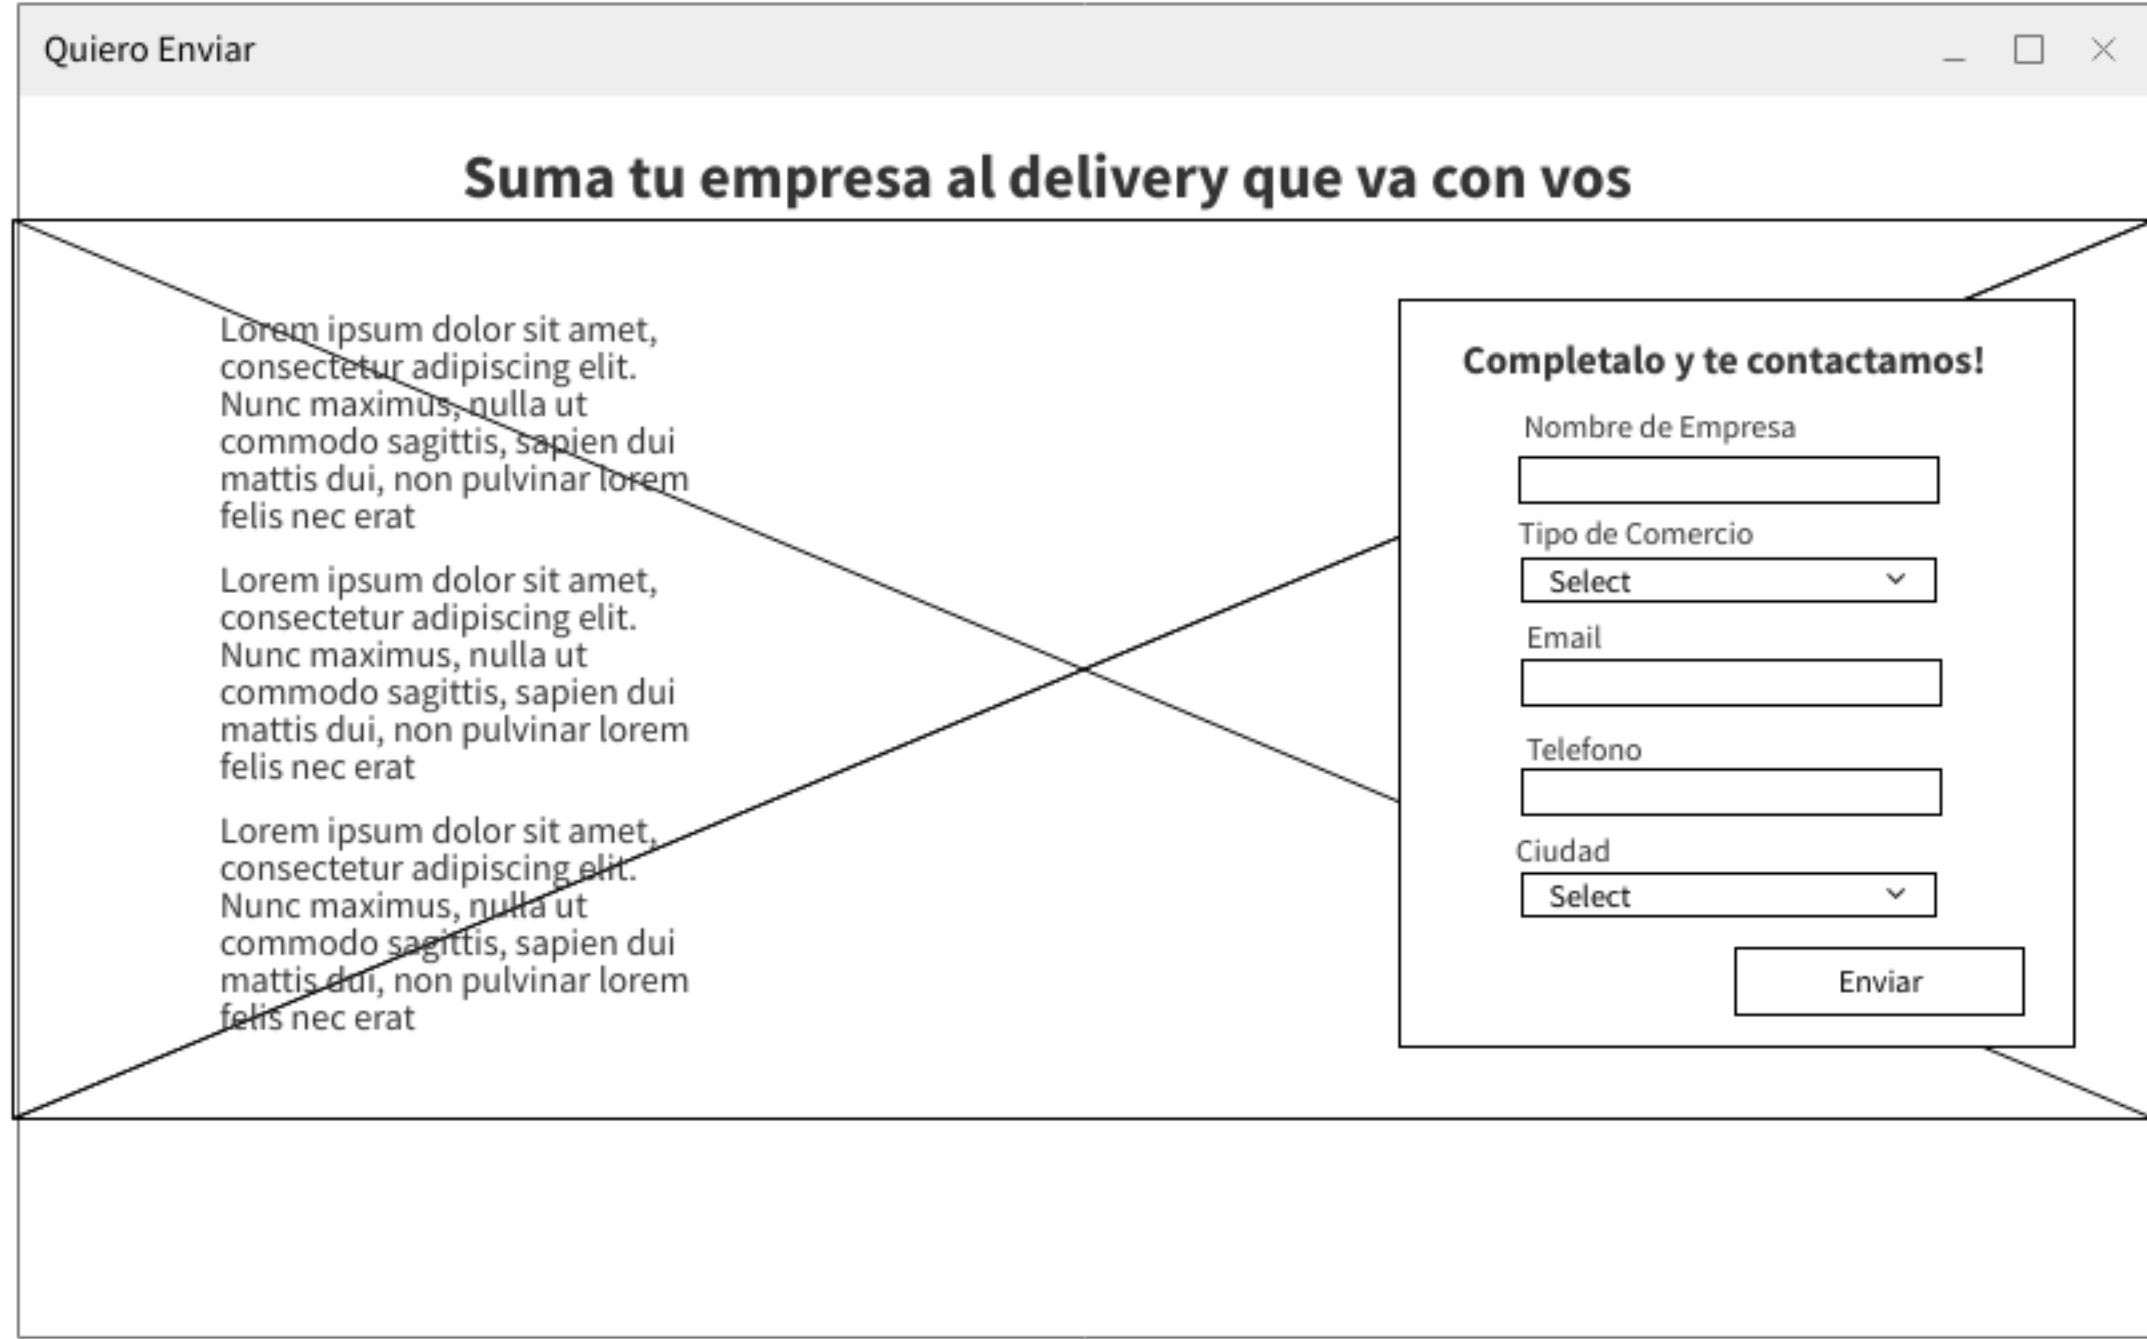 Quiero Enviar
Suma tu empresa al delivery que va con vos
Lorem ipsum dolor sit amet,
consectetur adipiscing elit.
Nunc maximus, nulla ut
commodo sagittis, sapien dui
mattis dui, non pulvinar lorem
felis nec erat
Lorem ipsum dolor sit amet,
consectetur adipiscing elit.
Nunc maximus, nulla ut
commodo sagittis, sapien dui
mattis dui, non pulvinar lorem
felis nec erat
Lorem ipsum dolor sit amet,
consectetur adipiscing elit.
Nunc maximus, nulla ut
commodo sagittis, sapien dui
mattis dui, non pulvinar lorem
felis nec erat
Completalo y te contactamos!
Nombre de Empresa
Tipo de Comercio
Select
Email
Telefono
Ciudad
Select
Enviar